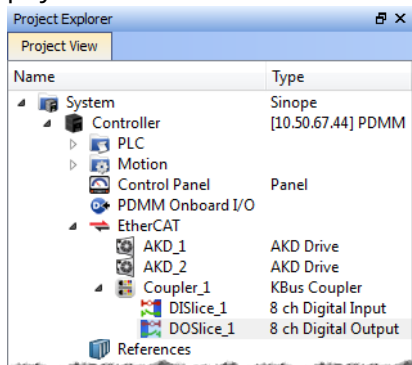 Project Explorer
Project View
Name Type
System Sinope
Controller [10.50.67.44] PDMM
PLC
Motion
Control Panel Panel
PDMM Onboard I/O
EtherCAT
AKD_1 AKD Drive
AKD_2 AKD Drive
Coupler_1 KBus Coupler
DISlice_1 8 ch Digital Input
DOSlice_1 8 ch Digital Output
References